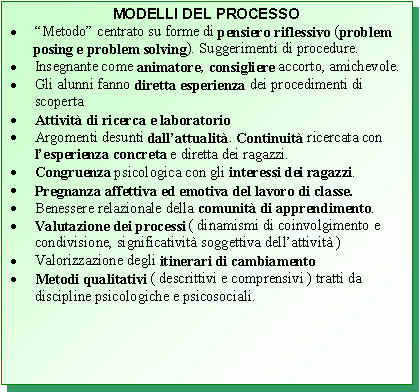 MODELLI DEL PROCESSO
• “Metodo” centrato su forme di pensiero riflessivo (problem
posing e problem solving). Suggerimenti di procedure.
• Insegnante come animatore, consigliere accorto, amichevole.
• Gli alunni fanno diretta esperienza dei procedimenti di
scoperta
• Attività di ricerca e laboratorio
• Argomenti desunti dall’attualità. Continuità ricercata con
l’esperienza concreta e diretta dei ragazzi.
• Congruenza psicologica con gli interessi dei ragazzi.
• Pregnanza affettiva ed emotiva del lavoro di classe.
• Benessere relazionale della comunità di apprendimento.
• Valutazione dei processi ( dinamismi di coinvolgimento e
condivisione, significatività soggettiva dell’attività )
• Valorizzazione degli itinerari di cambiamento
• Metodi qualitativi ( descrittivi e comprensivi ) tratti da
discipline psicologiche e psicosociali.